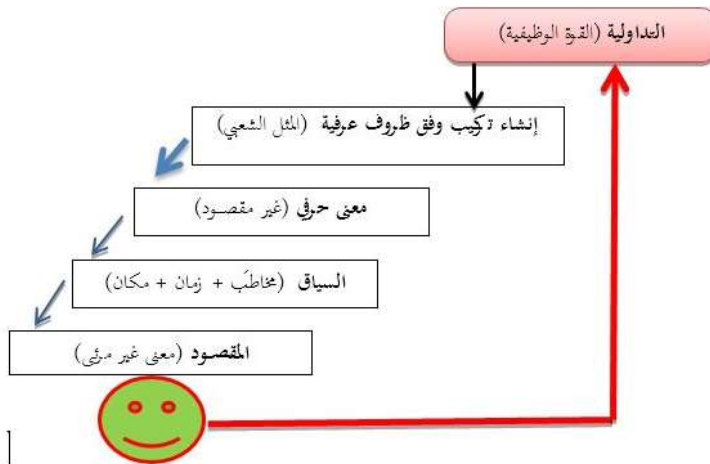 التداولية (القوة الوظيفية)
إنشاء تركيب وفق ظروف عرفية (المثل الشعبي)
معنى حرفي (غير مقصود)
السياق (مخاطَب + زمان + مكان)
المقصود (معنى غير مرئي)